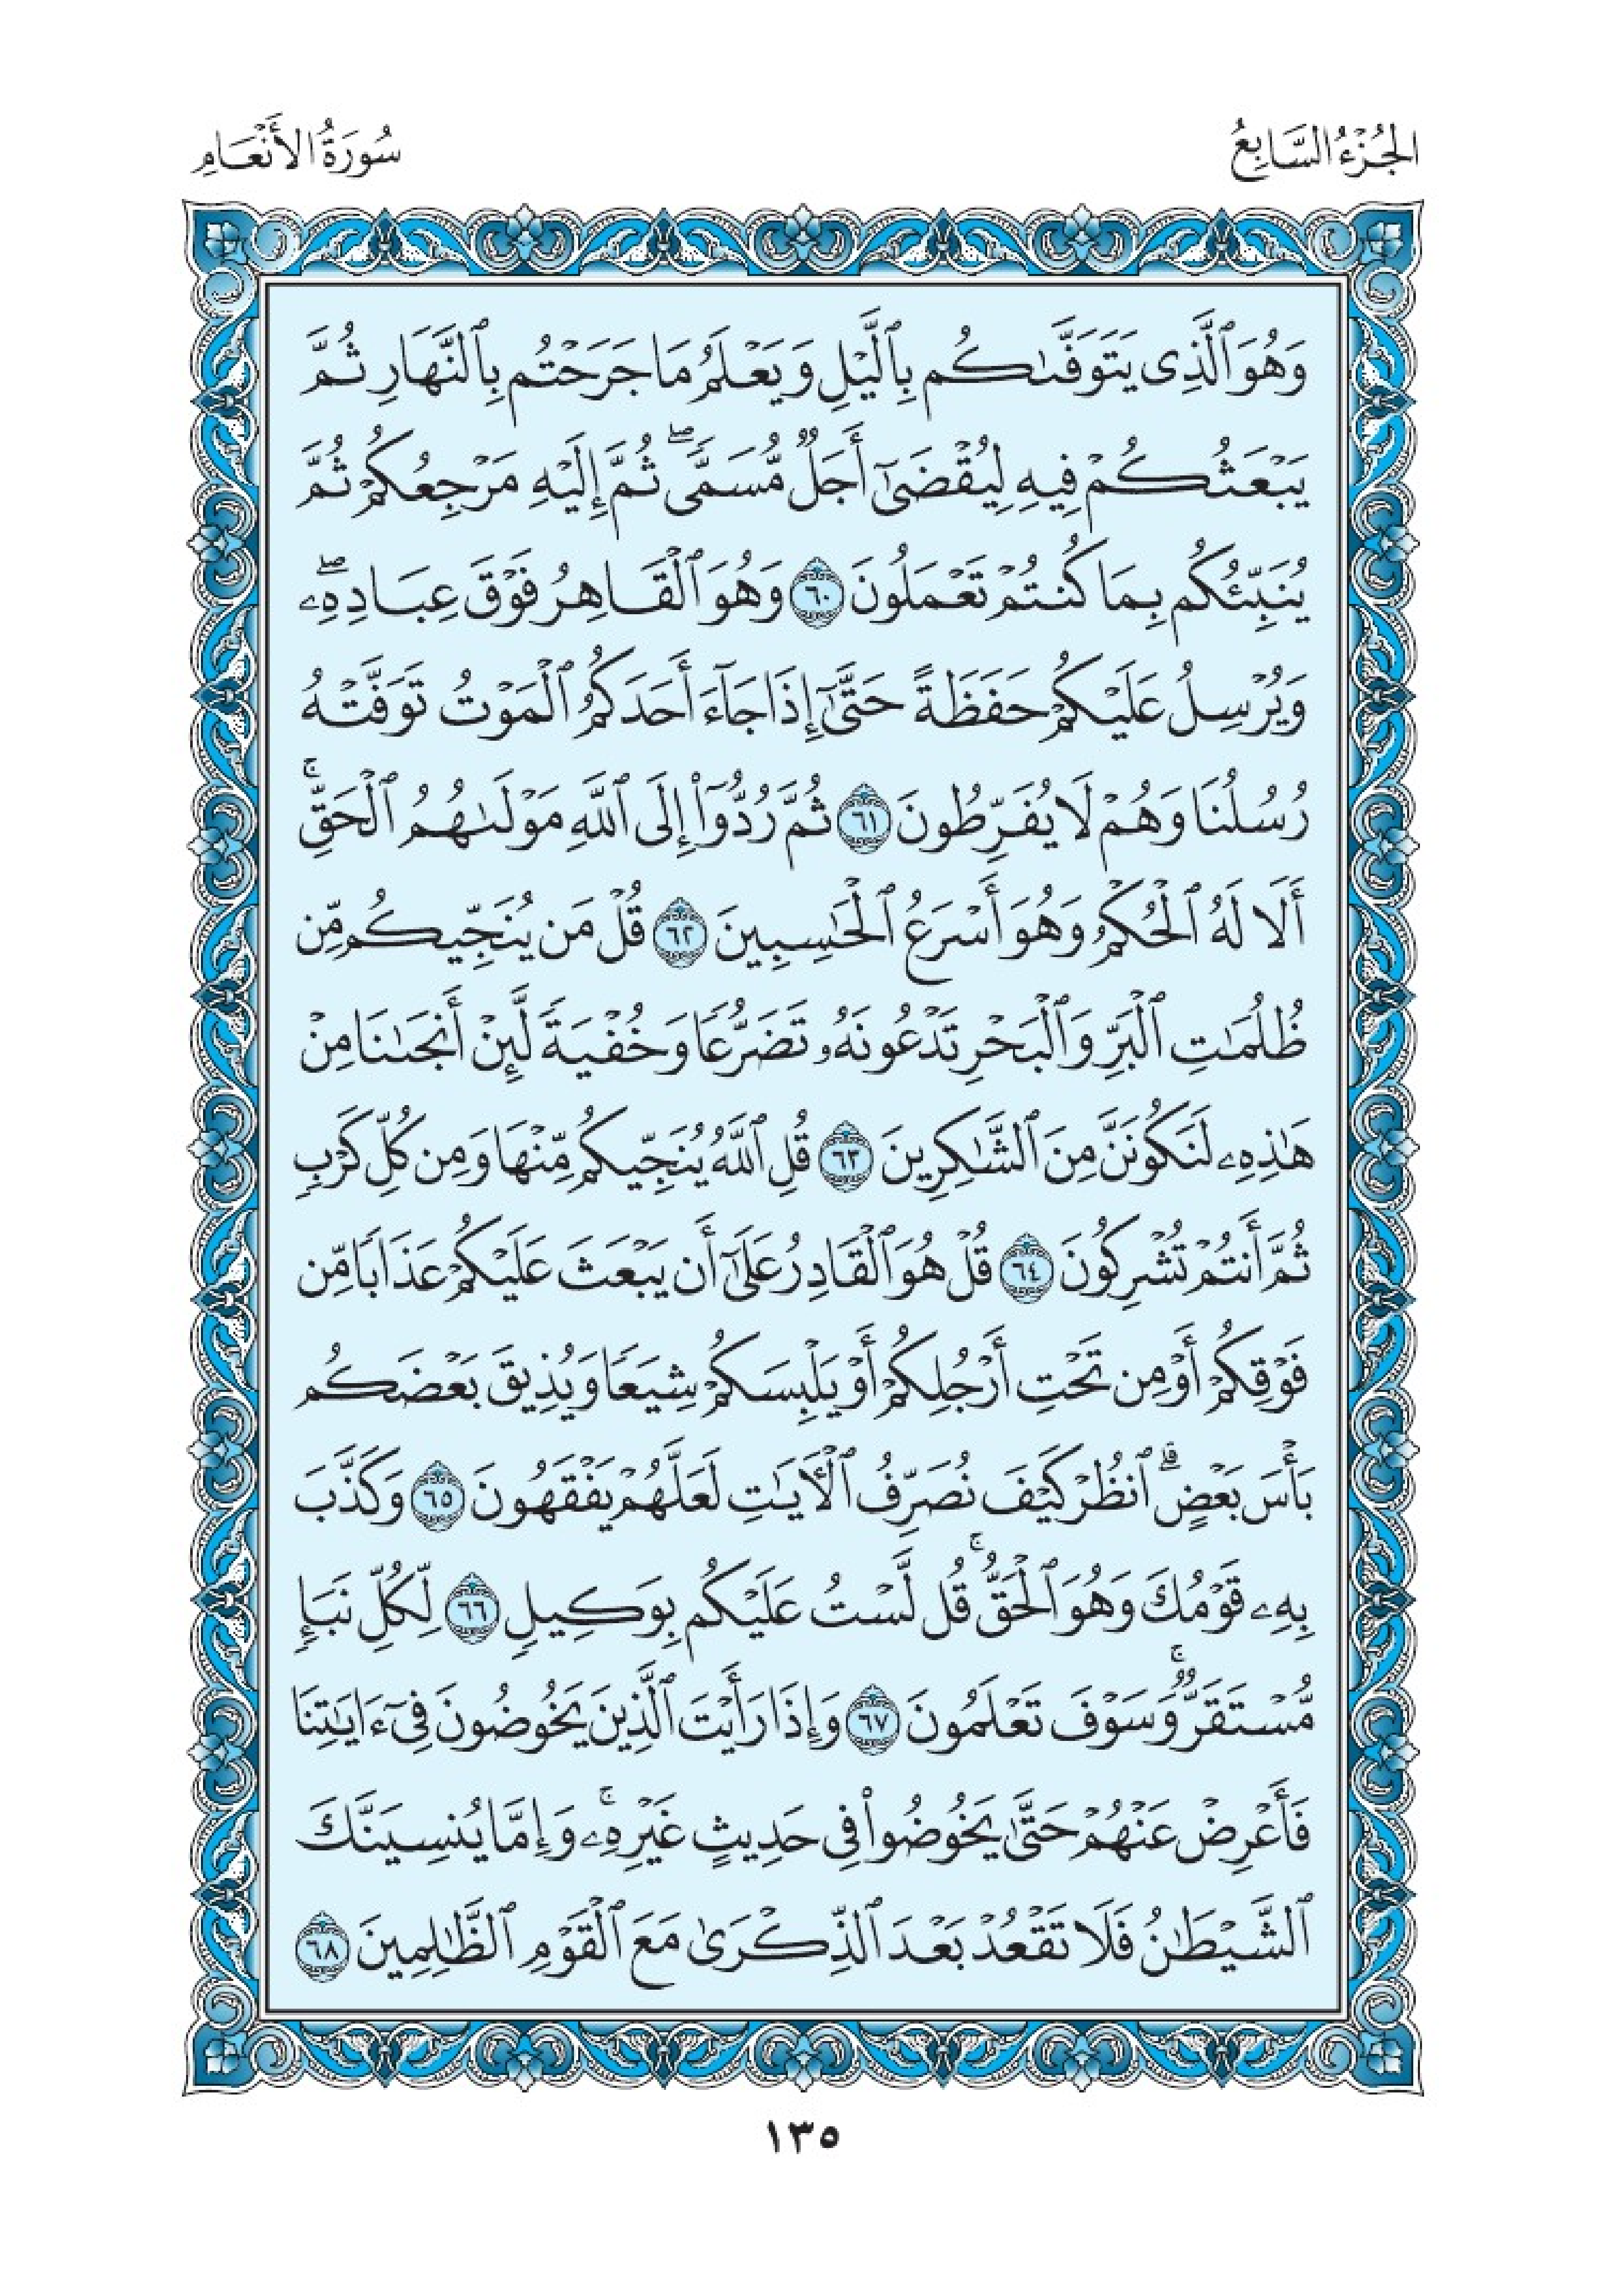 الجُزْءُ السَّابِعُ
سُورَةُ الأَنْعَامِ
وَهُوَ ٱلَّذِى يَتَوَفَّىٰكُم بِٱلَّيْلِ وَيَعْلَمُ مَا جَرَحْتُم بِٱلنَّهَارِ ثُمَّ
يَبْعَثُكُمْ فِيهِ لِيُقْضَىٰٓ أَجَلٌ مُّسَمًّى ۖ ثُمَّ إِلَيْهِ مَرْجِعُكُمْ ثُمَّ
يُنَبِّئُكُم بِمَا كُنتُمْ تَعْمَلُونَ ٦٠ وَهُوَ ٱلْقَاهِرُ فَوْقَ عِبَادِهِۦ ۖ
وَيُرْسِلُ عَلَيْكُمْ حَفَظَةً حَتَّىٰٓ إِذَا جَآءَ أَحَدَكُمُ ٱلْمَوْتُ تَوَفَّتْهُ
رُسُلُنَا وَهُمْ لَا يُفَرِّطُونَ ٦١ ثُمَّ رُدُّوٓا۟ إِلَى ٱللَّهِ مَوْلَىٰهُمُ ٱلْحَقِّ ۚ
أَلَا لَهُ ٱلْحُكْمُ وَهُوَ أَسْرَعُ ٱلْحَٰسِبِينَ ٦٢ قُلْ مَن يُنَجِّيكُم مِّن
ظُلُمَٰتِ ٱلْبَرِّ وَٱلْبَحْرِ تَدْعُونَهُۥ تَضَرُّعًا وَخُفْيَةً لَّئِنْ أَنجَىٰنَا مِنْ
هَٰذِهِۦ لَنَكُونَنَّ مِنَ ٱلشَّٰكِرِينَ ٦٣ قُلِ ٱللَّهُ يُنَجِّيكُم مِّنْهَا وَمِن كُلِّ كَرْبٍ
ثُمَّ أَنتُمْ تُشْرِكُونَ ٦٤ قُلْ هُوَ ٱلْقَادِرُ عَلَىٰٓ أَن يَبْعَثَ عَلَيْكُمْ عَذَابًا مِّن
فَوْقِكُمْ أَوْ مِن تَحْتِ أَرْجُلِكُمْ أَوْ يَلْبِسَكُمْ شِيَعًا وَيُذِيقَ بَعْضَكُم
بَأْسَ بَعْضٍ ۗ ٱنظُرْ كَيْفَ نُصَرِّفُ ٱلْءَايَٰتِ لَعَلَّهُمْ يَفْقَهُونَ ٦٥ وَكَذَّبَ
بِهِۦ قَوْمُكَ وَهُوَ ٱلْحَقُّ ۚ قُل لَّسْتُ عَلَيْكُم بِوَكِيلٍ ٦٦ لِّكُلِّ نَبَإٍ
مُّسْتَقَرٌّ ۚ وَسَوْفَ تَعْلَمُونَ ٦٧ وَإِذَا رَأَيْتَ ٱلَّذِينَ يَخُوضُونَ فِىٓ ءَايَٰتِنَا
فَأَعْرِضْ عَنْهُمْ حَتَّىٰ يَخُوضُوا۟ فِى حَدِيثٍ غَيْرِهِۦ ۚ وَإِمَّا يُنسِيَنَّكَ
ٱلشَّيْطَٰنُ فَلَا تَقْعُدْ بَعْدَ ٱلذِّكْرَىٰ مَعَ ٱلْقَوْمِ ٱلظَّٰلِمِينَ ٦٨
١٣٥